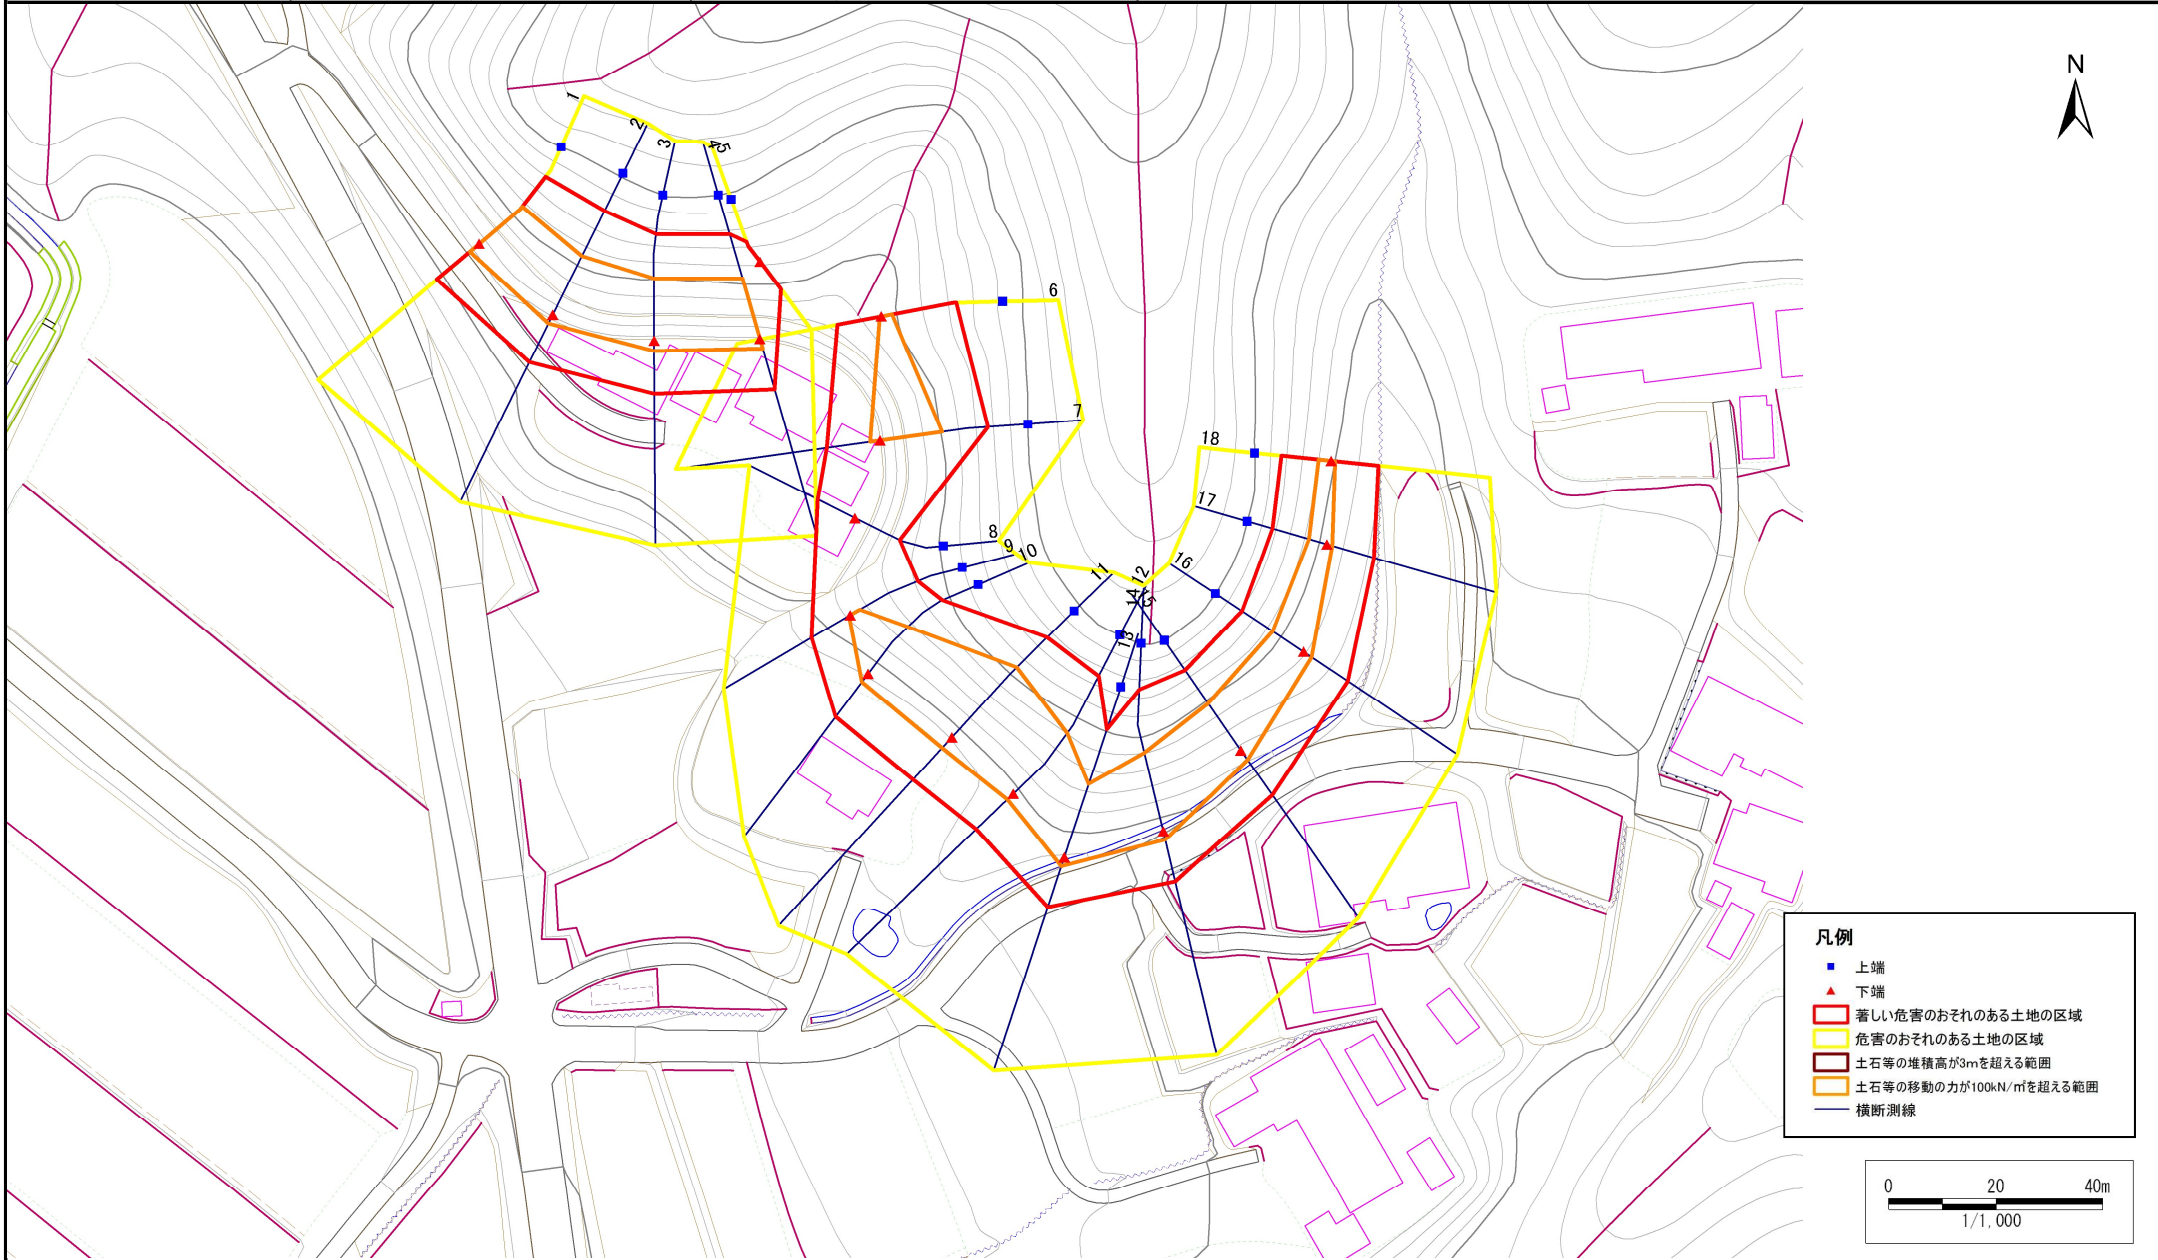 N
1
2
3
4
5
6
7
8
9
10
11
12
13
14
15
16
17
18
凡例
上端
下端
著しい危害のおそれのある土地の区域
危害のおそれのある土地の区域
土石等の堆積高が3mを超える範囲
土石等の移動の力が100kN/㎡を超える範囲
横断測線
0 20 40m
1/1,000